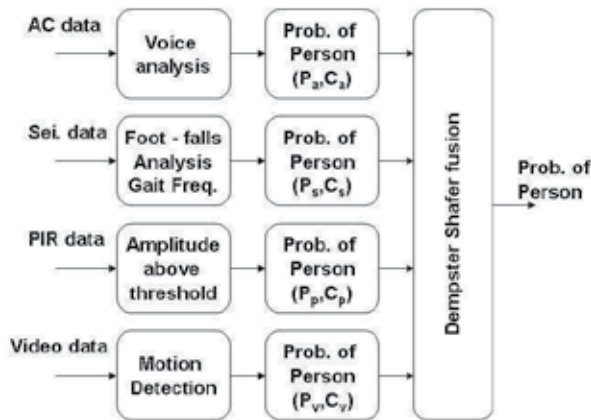 AC data
Voice
analysis
Prob. of
Person
(Pa,Ca)
Sei. data
Foot - falls
Analysis
Gait Freq.
Prob. of
Person
(Ps,Cs)
PIR data
Amplitude
above
threshold
Prob. of
Person
(Pp,Cp)
Video data
Motion
Detection
Prob. of
Person
(Pv,Cv)
Dempster Shafer fusion
Prob. of
Person